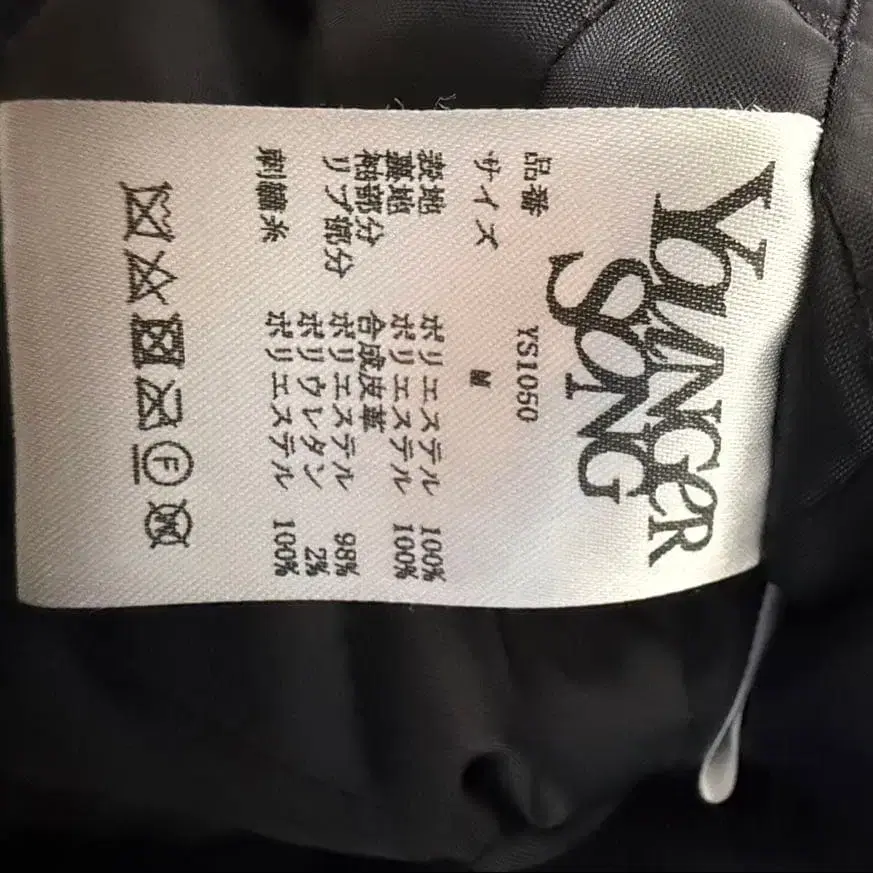 YOUNGER
SONG
品番 YS1050
サイズ M
表地 ポリエステル 100%
裏地 ポリエステル 100%
袖部分 合成皮革
リブ部分 ポリエステル 98%
ポリウレタン 2%
刺繍糸 ポリエステル 100%
F
W